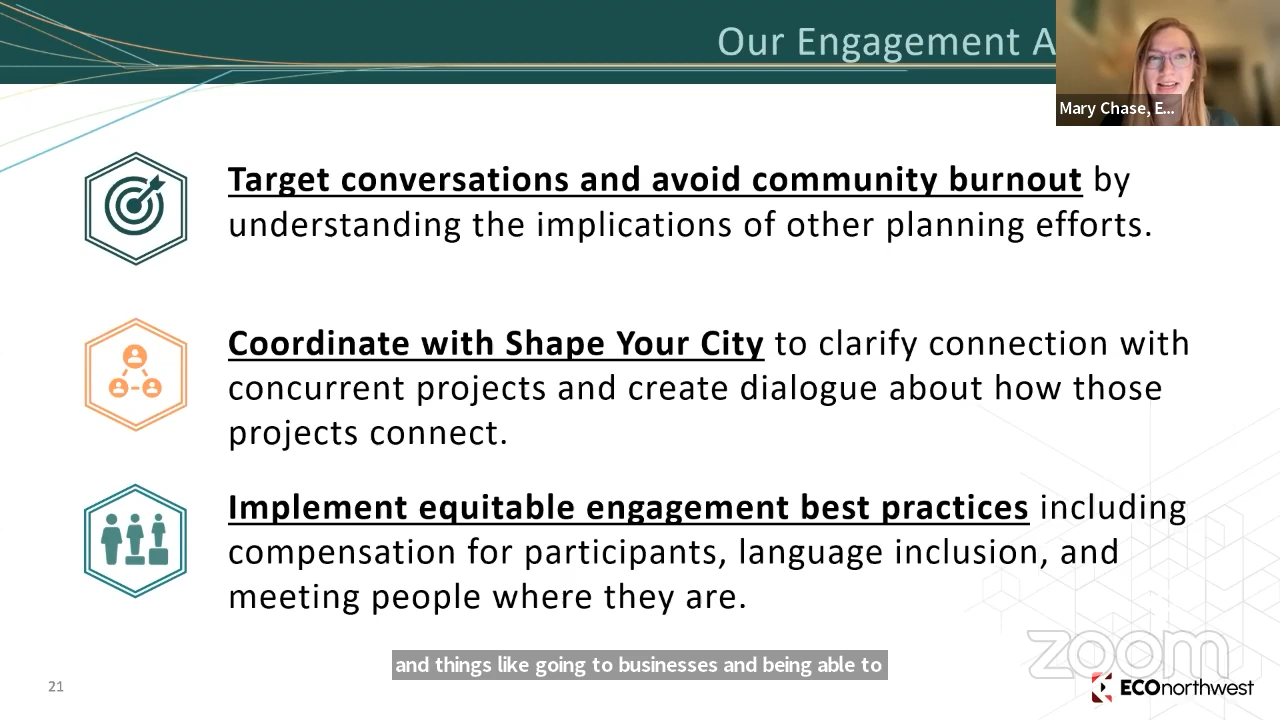 Our Engagement A
Mary Chase, E...
Target conversations and avoid community burnout by
understanding the implications of other planning efforts.
Coordinate with Shape Your City to clarify connection with
concurrent projects and create dialogue about how those
projects connect.
Implement equitable engagement best practices including
compensation for participants, language inclusion, and
meeting people where they are.
and things like going to businesses and being able to
zoom
21
ECOnorthwest